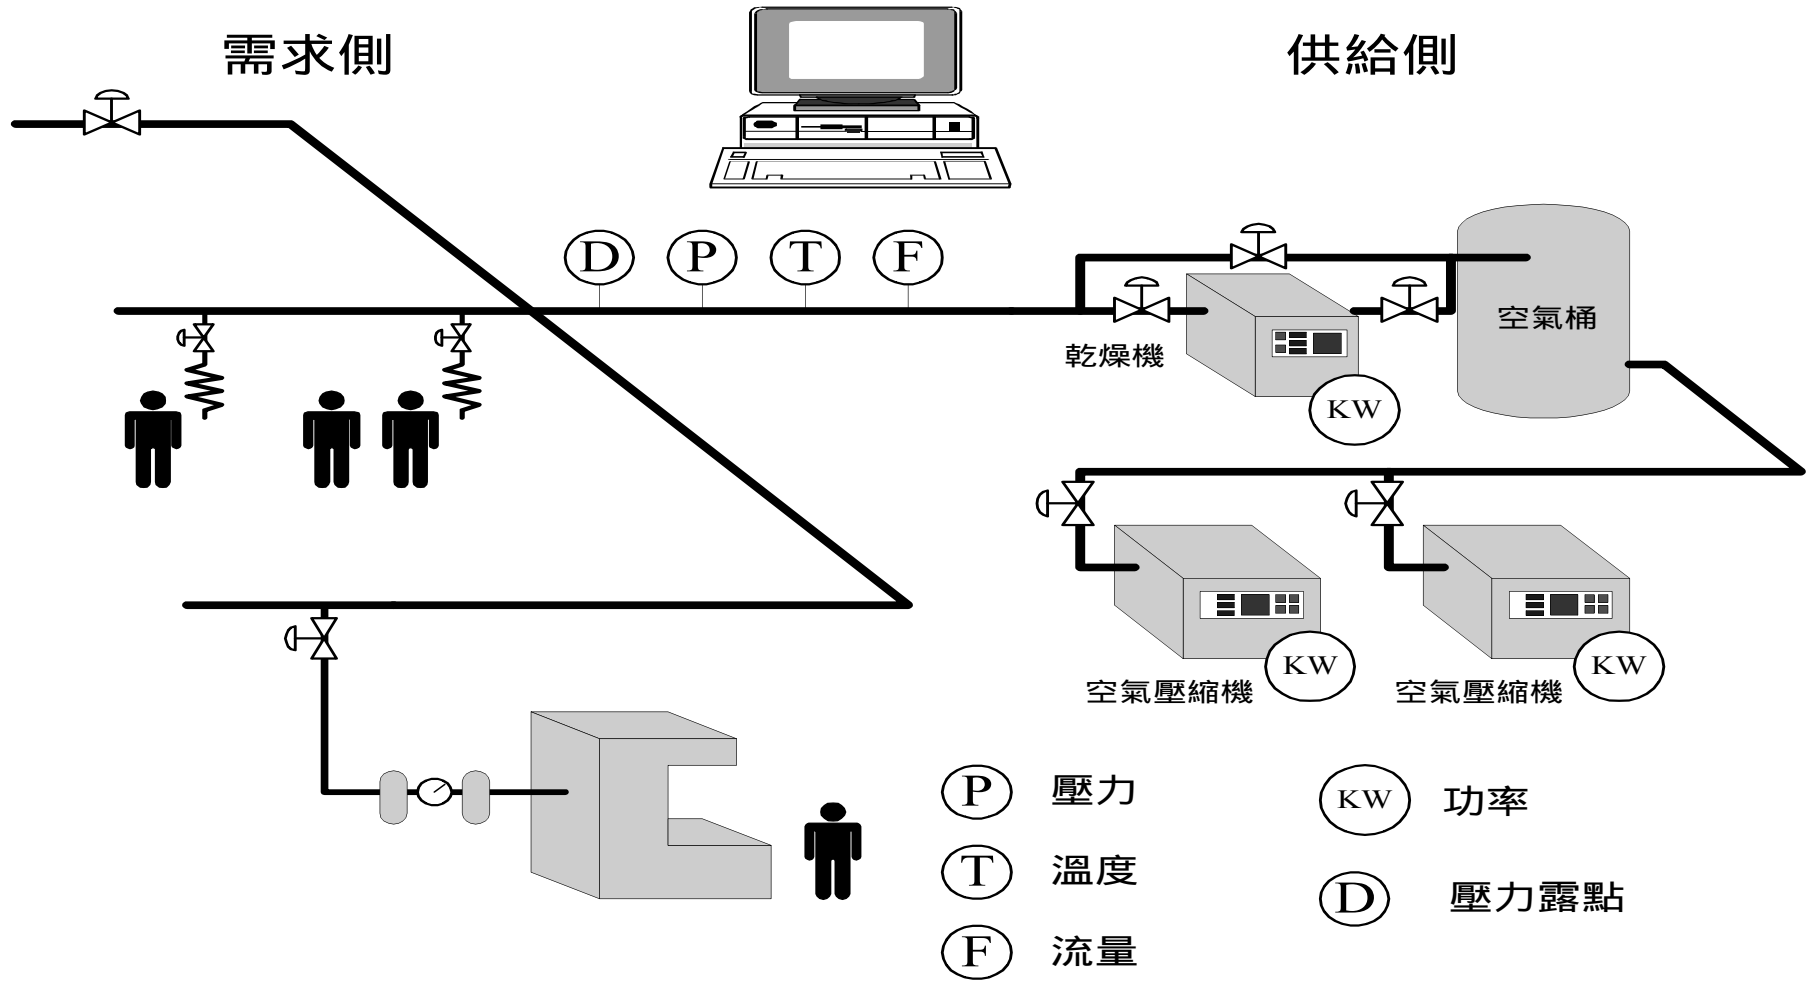 需求側
供給側
D P T F
空氣桶
乾燥機
KW
KW
KW
空氣壓縮機
空氣壓縮機
P 壓力
KW 功率
T 溫度
D 壓力露點
F 流量